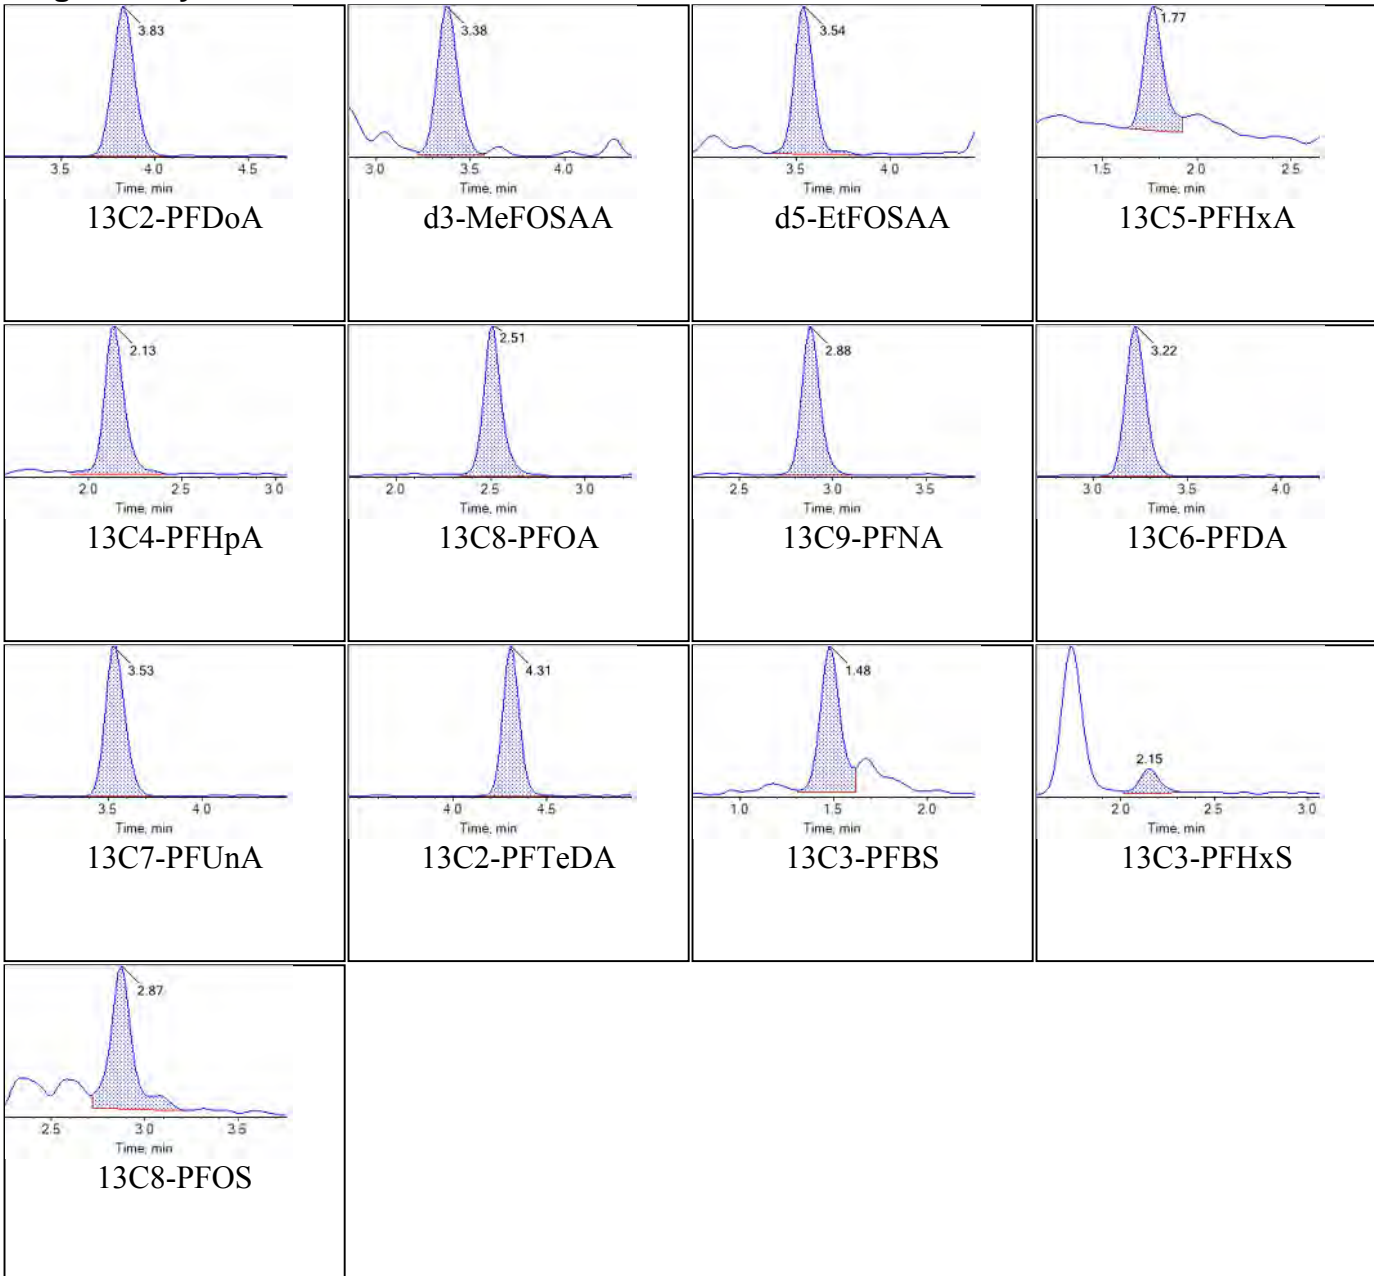 3.83
3.5 4.0 4.5
Time, min
13C2-PFDoA
3.38
3.0 3.5 4.0
Time, min
d3-MeFOSAA
3.54
3.5 4.0
Time, min
d5-EtFOSAA
1.77
1.5 2.0 2.5
Time, min
13C5-PFHxA
2.13
2.0 2.5 3.0
Time, min
13C4-PFHpA
2.51
2.0 2.5 3.0
Time, min
13C8-PFOA
2.88
2.5 3.0 3.5
Time, min
13C9-PFNA
3.22
3.0 3.5 4.0
Time, min
13C6-PFDA
3.53
3.5 4.0
Time, min
13C7-PFUnA
4.31
4.0 4.5
Time, min
13C2-PFTeDA
1.48
1.0 1.5 2.0
Time, min
13C3-PFBS
2.15
2.0 2.5 3.0
Time, min
13C3-PFHxS
2.87
2.5 3.0 3.5
Time, min
13C8-PFOS